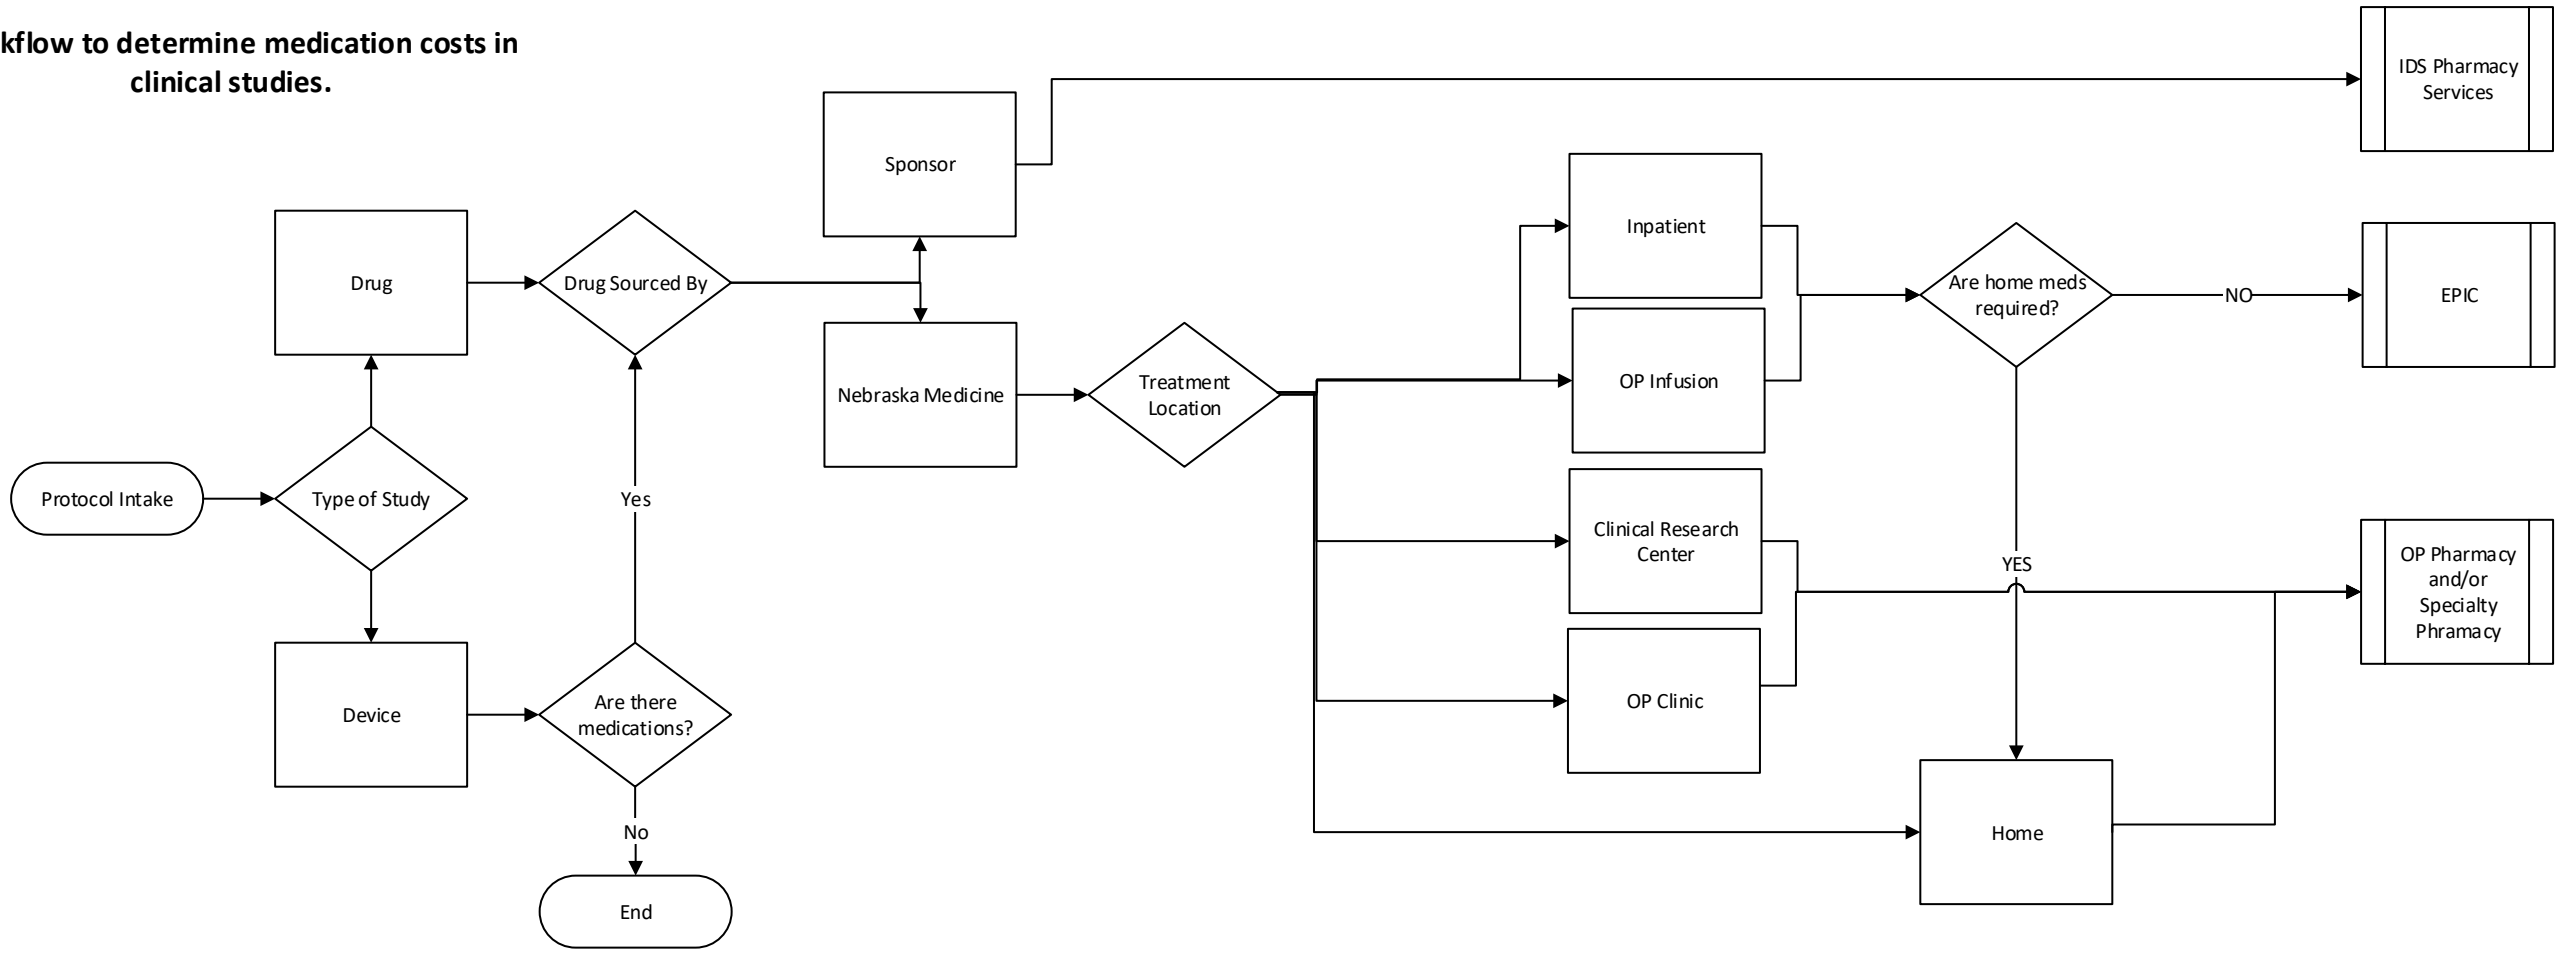 kflow to determine medication costs in
clinical studies.
IDS Pharmacy
Services
Sponsor
Inpatient
Drug
Drug Sourced By
Are home meds
required?
NO
EPIC
Nebraska Medicine
Treatment
Location
OP Infusion
Protocol Intake
Type of Study
Yes
Clinical Research
Center
YES
OP Pharmacy
and/or
Specialty
Phramacy
Device
Are there
medications?
OP Clinic
No
Home
End